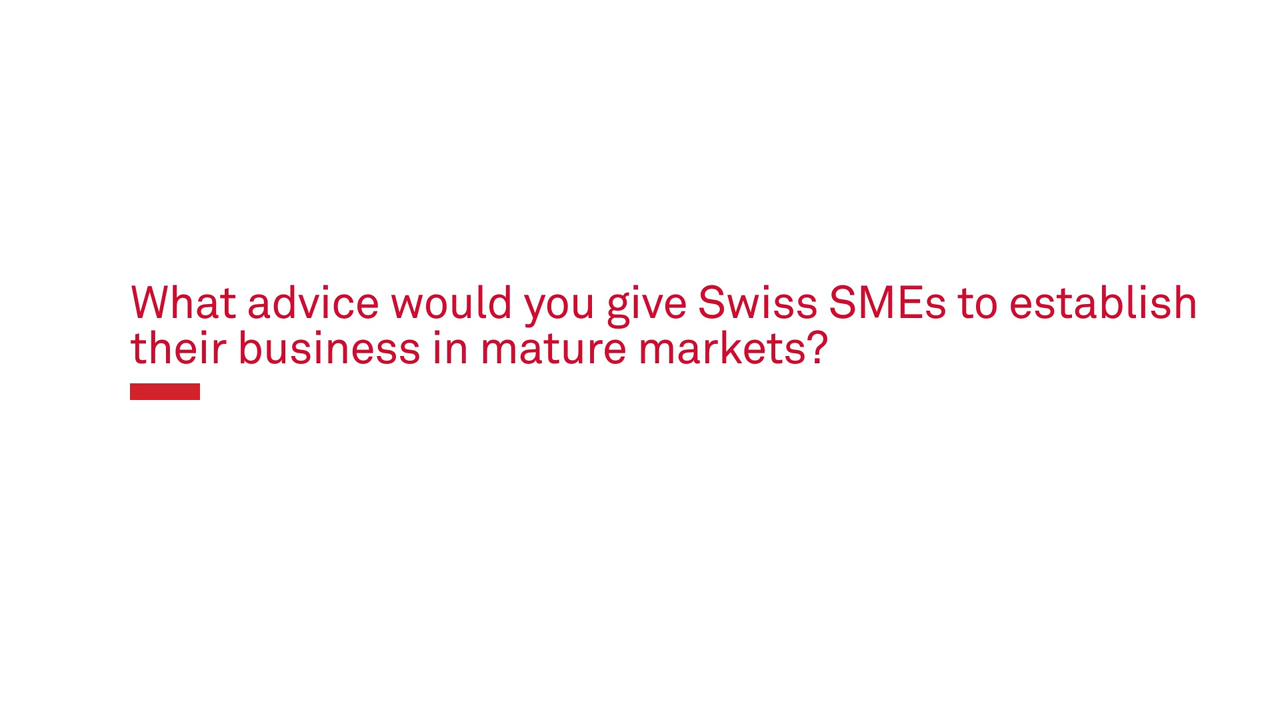 What advice would you give Swiss SMEs to establish
their business in mature markets?